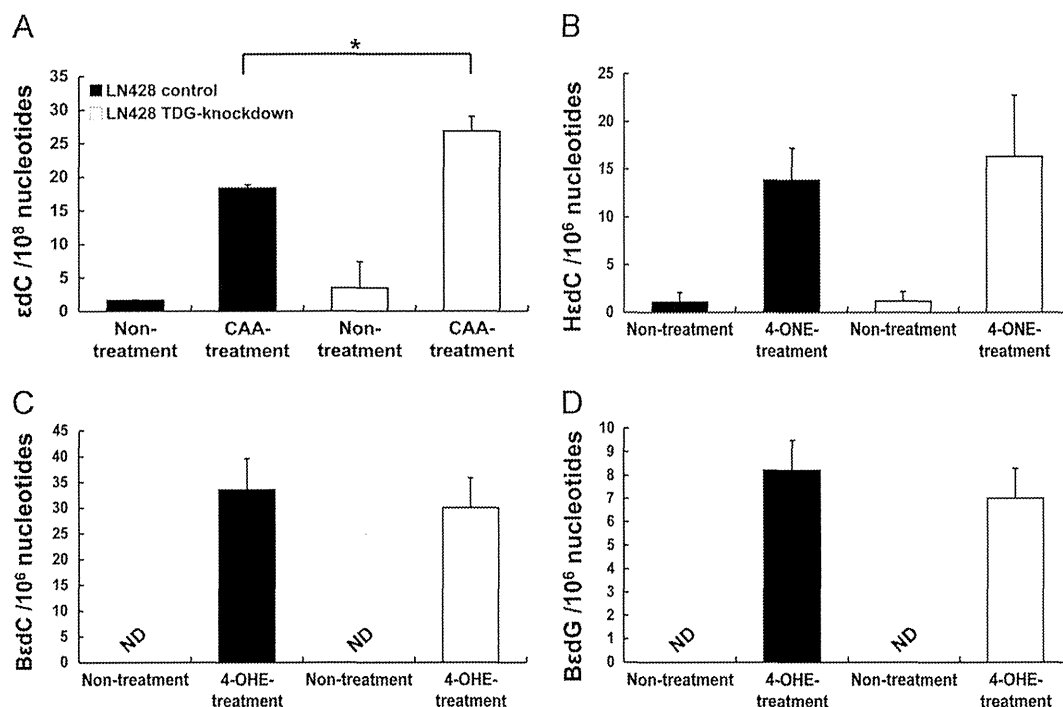 A
*
εdC /10⁸ nucleotides
35
30
25
20
15
10
5
0
LN428 control
LN428 TDG-knockdown
Non-
treatment
CAA-
treatment
Non-
treatment
CAA-
treatment
B
HεdC /10⁶ nucleotides
25
20
15
10
5
0
Non-treatment
4-ONE-
treatment
Non-treatment
4-ONE-
treatment
C
BεdC /10⁶ nucleotides
45
40
35
30
25
20
15
10
5
0
ND
ND
Non-treatment
4-OHE-
treatment
Non-treatment
4-OHE-
treatment
D
BεdG /10⁶ nucleotides
10
9
8
7
6
5
4
3
2
1
0
ND
ND
Non-treatment
4-OHE-
treatment
Non-treatment
4-OHE-
treatment